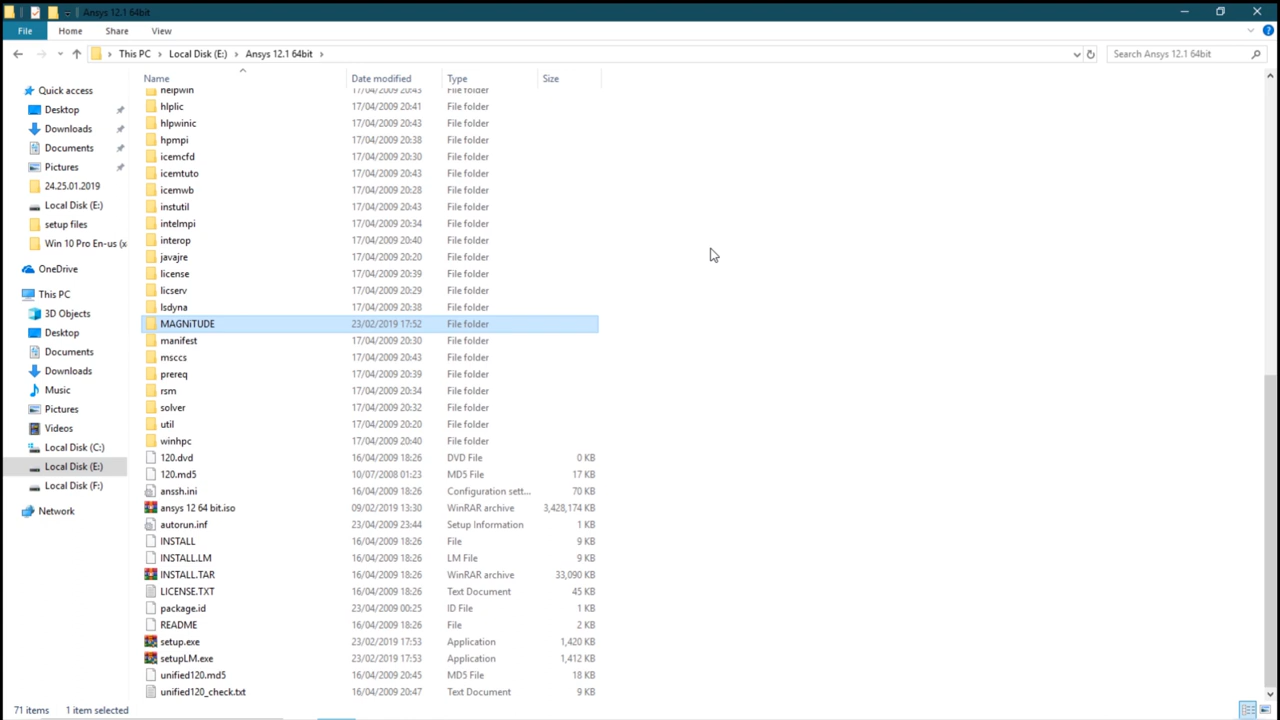 Ansys 12.1 64bit
File Home Share View
This PC Local Disk (E:) Ansys 12.1 64bit
Search Ansys 12.1 64bit
Quick access
Desktop
Downloads
Documents
Pictures
24.25.01.2019
Local Disk (E:)
setup files
Win 10 Pro En-us (x
OneDrive
This PC
3D Objects
Desktop
Documents
Downloads
Music
Pictures
Videos
Local Disk (C:)
Local Disk (E:)
Local Disk (F:)
Network
Name Date modified Type Size
helpwin 17/04/2009 20:43 File folder
hlplic 17/04/2009 20:41 File folder
hlpwinic 17/04/2009 20:43 File folder
hpmpi 17/04/2009 20:38 File folder
icemcfd 17/04/2009 20:30 File folder
icemtuto 17/04/2009 20:43 File folder
icemwb 17/04/2009 20:28 File folder
instutil 17/04/2009 20:43 File folder
intelmpi 17/04/2009 20:34 File folder
interop 17/04/2009 20:40 File folder
javajre 17/04/2009 20:20 File folder
license 17/04/2009 20:39 File folder
licserv 17/04/2009 20:29 File folder
lsdyna 17/04/2009 20:38 File folder
MAGNiTUDE 23/02/2019 17:52 File folder
manifest 17/04/2009 20:30 File folder
msccs 17/04/2009 20:43 File folder
prereq 17/04/2009 20:39 File folder
rsm 17/04/2009 20:34 File folder
solver 17/04/2009 20:32 File folder
util 17/04/2009 20:20 File folder
winhpc 17/04/2009 20:40 File folder
120.dvd 16/04/2009 18:26 DVD File 0 KB
120.md5 10/07/2008 01:23 MD5 File 17 KB
anssh.ini 16/04/2009 18:26 Configuration sett... 70 KB
ansys 12 64 bit.iso 09/02/2019 13:30 WinRAR archive 3,428,174 KB
autorun.inf 23/04/2009 23:44 Setup Information 1 KB
INSTALL 16/04/2009 18:26 File 9 KB
INSTALL.LM 16/04/2009 18:26 LM File 9 KB
INSTALL.TAR 16/04/2009 18:26 WinRAR archive 33,090 KB
LICENSE.TXT 16/04/2009 18:26 Text Document 45 KB
package.id 23/04/2009 00:25 ID File 1 KB
README 16/04/2009 18:26 File 2 KB
setup.exe 23/02/2019 17:53 Application 1,420 KB
setupLM.exe 23/02/2019 17:53 Application 1,412 KB
unified120.md5 16/04/2009 20:45 MD5 File 18 KB
unified120_check.txt 16/04/2009 20:47 Text Document 9 KB
71 items 1 item selected